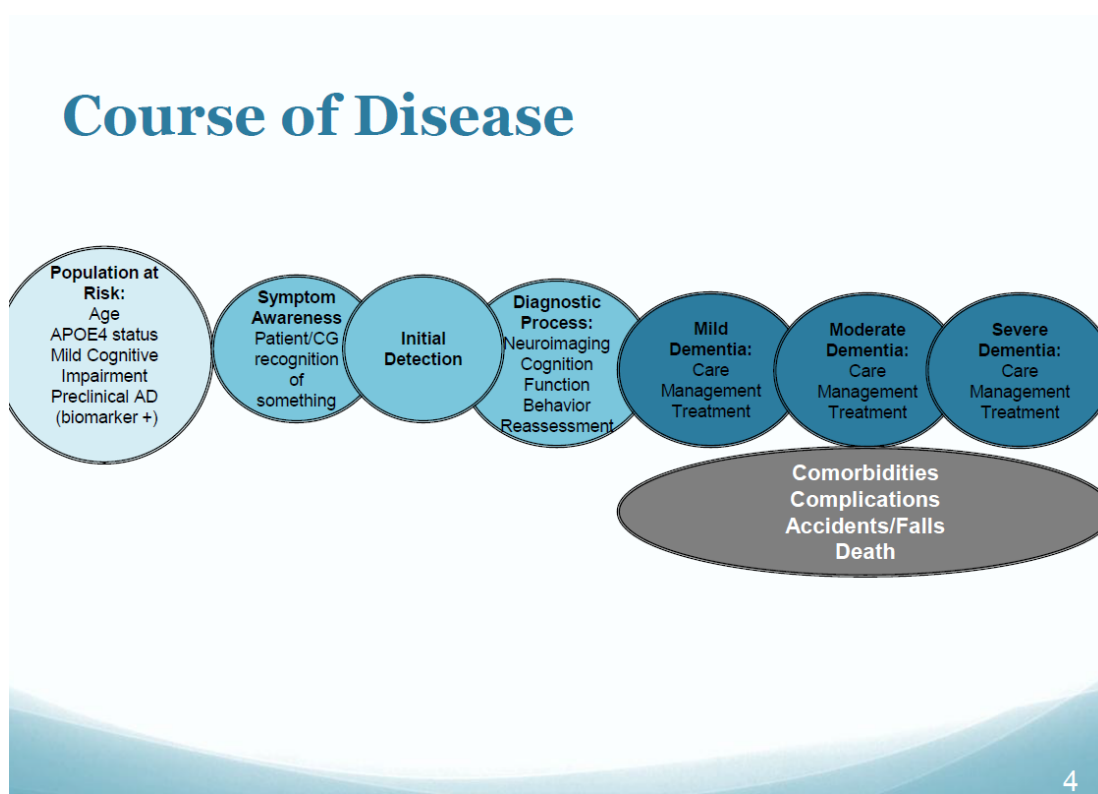 Course of Disease
Population at
Risk:
Age
APOE4 status
Mild Cognitive
Impairment
Preclinical AD
(biomarker +)
Symptom
Awareness
Patient/CG
recognition
of
something
Initial
Detection
Diagnostic
Process:
Neuroimaging
Cognition
Function
Behavior
Reassessment
Mild
Dementia:
Care
Management
Treatment
Moderate
Dementia:
Care
Management
Treatment
Severe
Dementia:
Care
Management
Treatment
Comorbidities
Complications
Accidents/Falls
Death
4